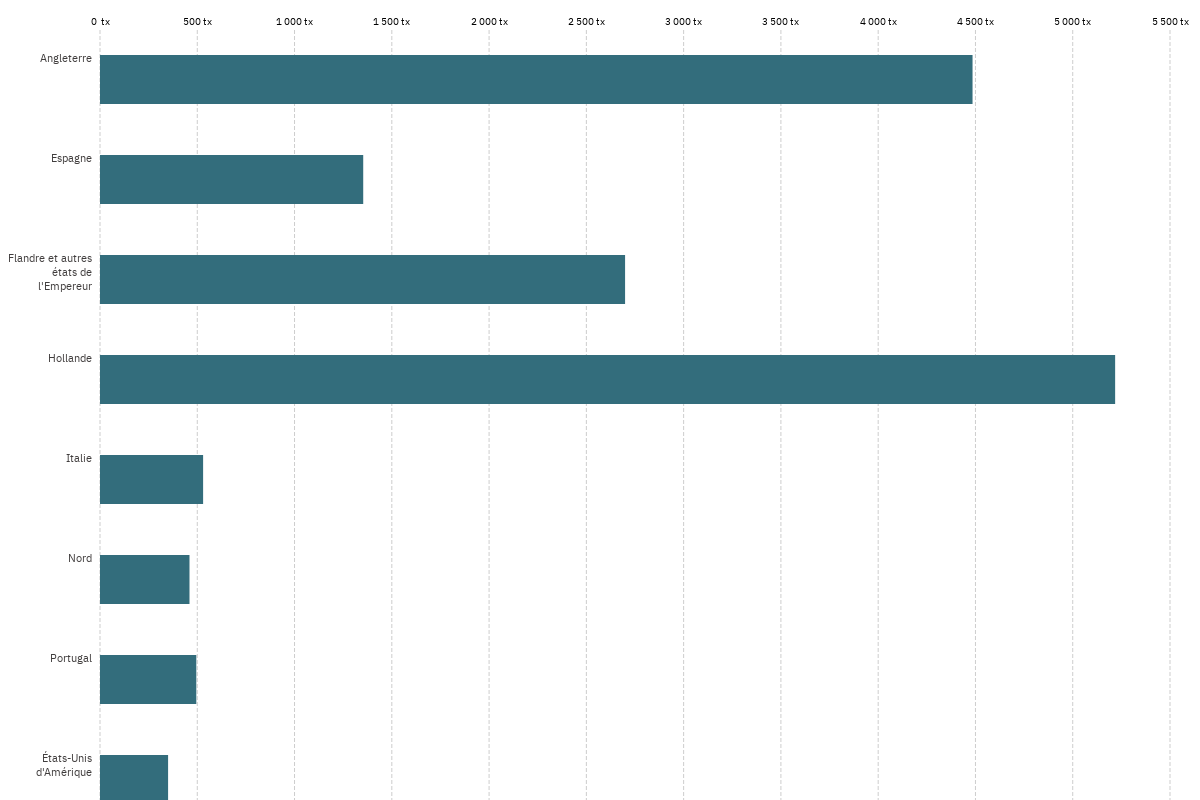 0 tx
500 tx
1 000 tx
1 500 tx
2 000 tx
2 500 tx
3 000 tx
3 500 tx
4 000 tx
4 500 tx
5 000 tx
5 500 tx
Angleterre
Espagne
Flandre et autres
états de
l'Empereur
Hollande
Italie
Nord
Portugal
États-Unis
d'Amérique